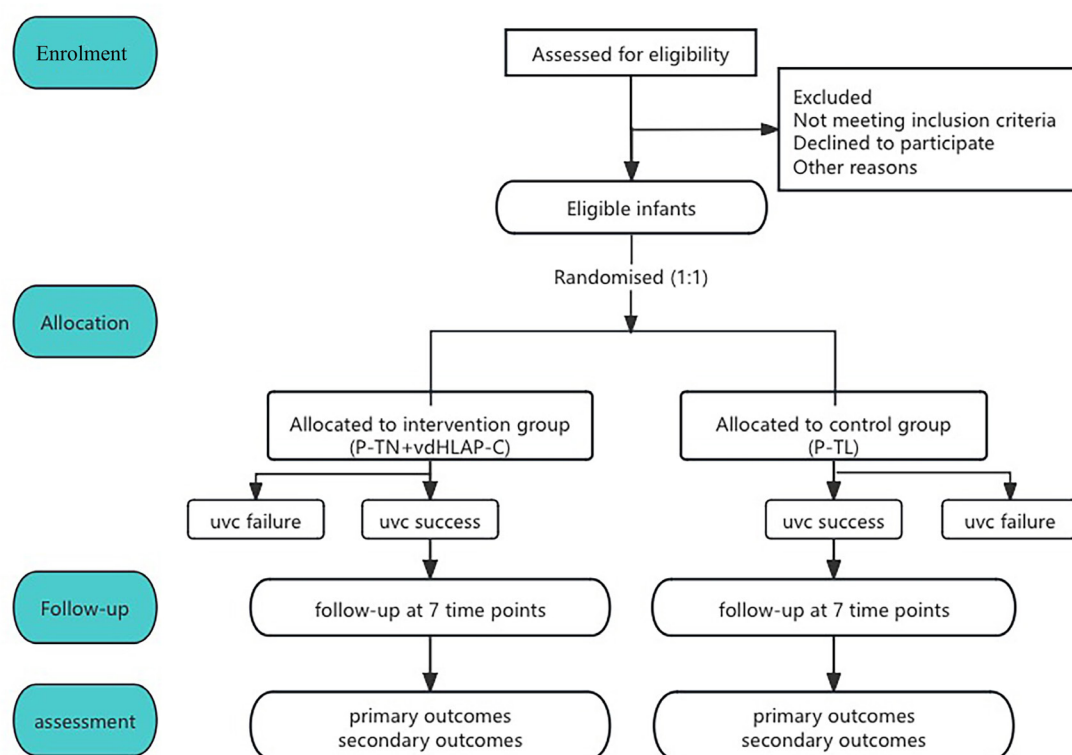 Enrolment
Assessed for eligibility
Excluded
Not meeting inclusion criteria
Declined to participate
Other reasons
Eligible infants
Randomised (1:1)
Allocation
Allocated to intervention group
(P-TN+vdHLAP-C)
Allocated to control group
(P-TL)
uvc failure
uvc success
uvc success
uvc failure
Follow-up
follow-up at 7 time points
follow-up at 7 time points
assessment
primary outcomes
secondary outcomes
primary outcomes
secondary outcomes